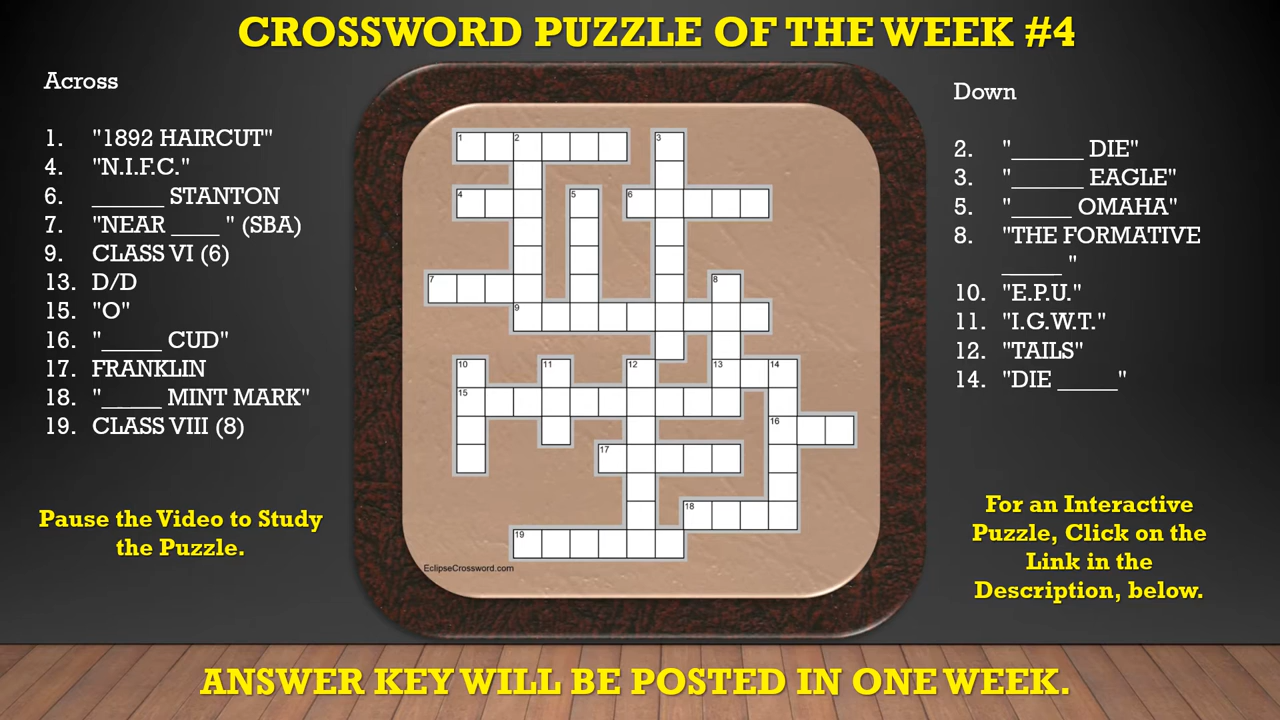 CROSSWORD PUZZLE OF THE WEEK #4
Across
1. "1892 HAIRCUT"
4. "N.I.F.C."
6. ______ STANTON
7. "NEAR ____ " (SBA)
9. CLASS VI (6)
13. D/D
15. "O"
16. "_____ CUD"
17. FRANKLIN
18. "_____ MINT MARK"
19. CLASS VIII (8)
Pause the Video to Study
the Puzzle.
1 2 3
4 5 6
7 8
9
10 11 12 13 14
15
16
17
18
19
EclipseCrossword.com
Down
2. "______ DIE"
3. "______ EAGLE"
5. "_____ OMAHA"
8. "THE FORMATIVE
_____ "
10. "E.P.U."
11. "I.G.W.T."
12. "TAILS"
14. "DIE _____"
For an Interactive
Puzzle, Click on the
Link in the
Description, below.
ANSWER KEY WILL BE POSTED IN ONE WEEK.